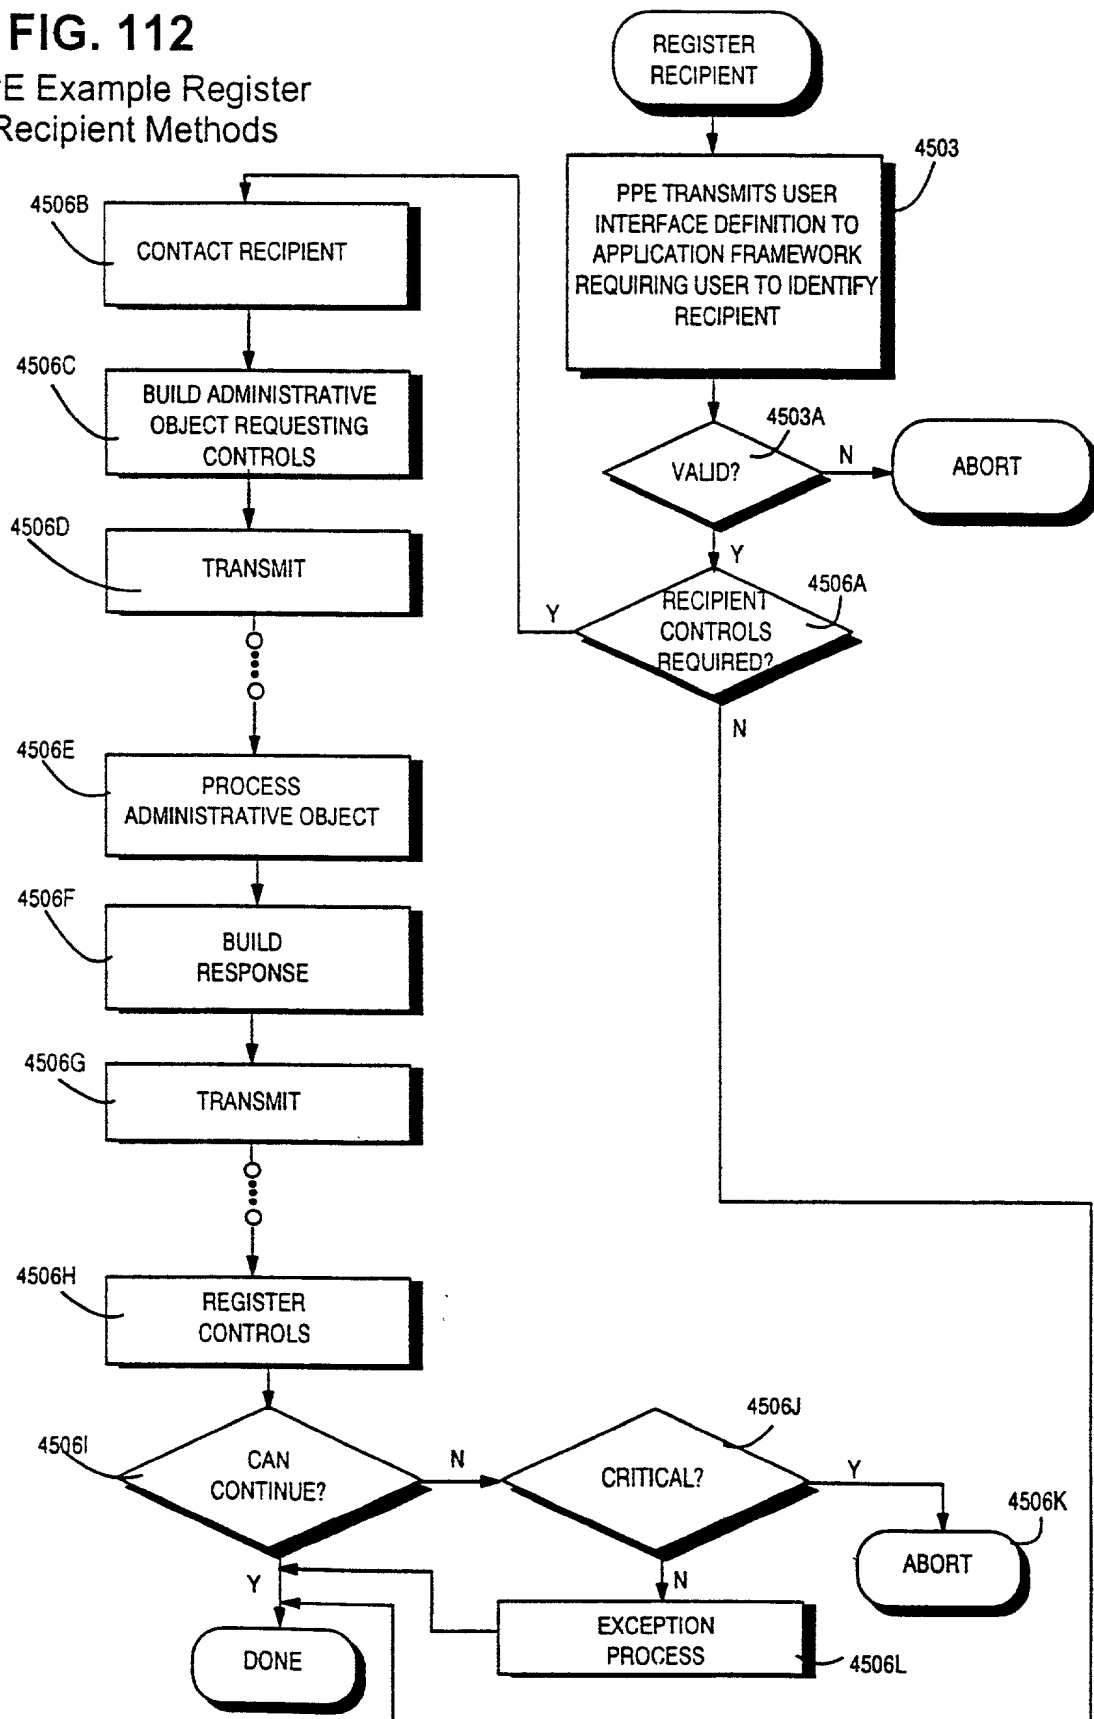 FIG. 112
E Example Register
Recipient Methods
REGISTER
RECIPIENT
4503
PPE TRANSMITS USER
INTERFACE DEFINITION TO
APPLICATION FRAMEWORK
REQUIRING USER TO IDENTIFY
RECIPIENT
4503A
VALID?
N
ABORT
Y
4506A
RECIPIENT
CONTROLS
REQUIRED?
Y
N
4506B
CONTACT RECIPIENT
4506C
BUILD ADMINISTRATIVE
OBJECT REQUESTING
CONTROLS
4506D
TRANSMIT
4506E
PROCESS
ADMINISTRATIVE OBJECT
4506F
BUILD
RESPONSE
4506G
TRANSMIT
4506H
REGISTER
CONTROLS
4506I
CAN
CONTINUE?
N
4506J
CRITICAL?
Y
4506K
ABORT
Y
N
EXCEPTION
PROCESS
4506L
DONE